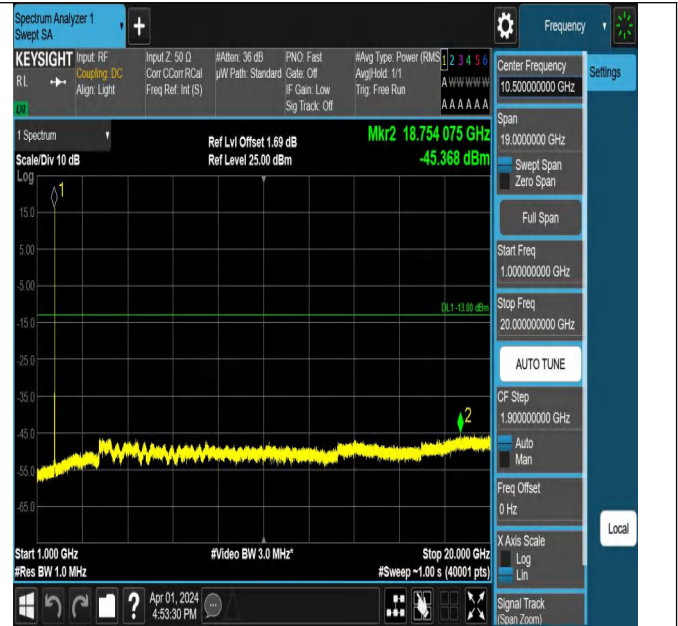 Spectrum Analyzer 1
Swept SA
Frequency
KEYSIGHT
RL
Input: RF
Coupling: DC
Align: Light
Input Z: 50 Ω
Corr CCorr RCal
Freq Ref: Int (S)
#Atten: 36 dB
µW Path: Standard
PNO: Fast
Gate: Off
IF Gain: Low
Sig Track: Off
#Avg Type: Power (RMS
Avg|Hold: 1/1
Trig: Free Run
1 2 3 4 5 6
A W W W W W
A A A A A A
LXI
1 Spectrum
Scale/Div 10 dB
Log
Ref Lvl Offset 1.69 dB
Ref Level 25.00 dBm
Mkr2 18.754 075 GHz
-45.368 dBm
1
15.0
5.00
-5.00
DL1 -13.00 dBm
-15.0
-25.0
-35.0
2
-45.0
-55.0
-65.0
Start 1.000 GHz
#Res BW 1.0 MHz
#Video BW 3.0 MHz*
Stop 20.000 GHz
#Sweep ~1.00 s (40001 pts)
Center Frequency
10.500000000 GHz
Settings
Span
19.0000000 GHz
Swept Span
Zero Span
Full Span
Start Freq
1.000000000 GHz
Stop Freq
20.000000000 GHz
AUTO TUNE
CF Step
1.900000000 GHz
Auto
Man
Freq Offset
0 Hz
X Axis Scale
Log
Lin
Local
Signal Track
(Span Zoom)
?
Apr 01, 2024
4:53:30 PM